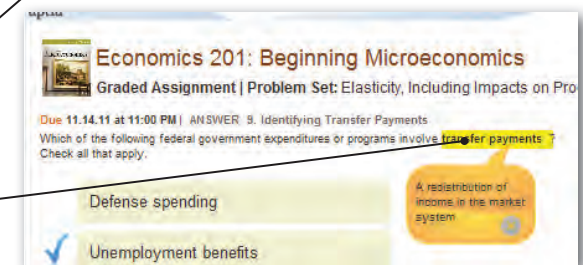 Economics 201: Beginning Microeconomics
Graded Assignment | Problem Set: Elasticity, Including Impacts on Pro
Due 11.14.11 at 11:00 PM | ANSWER 9. Identifying Transfer Payments
Which of the following federal government expenditures or programs involve transfer payments ?
Check all that apply.
A redistribution of
income in the market
system
Defense spending
Unemployment benefits